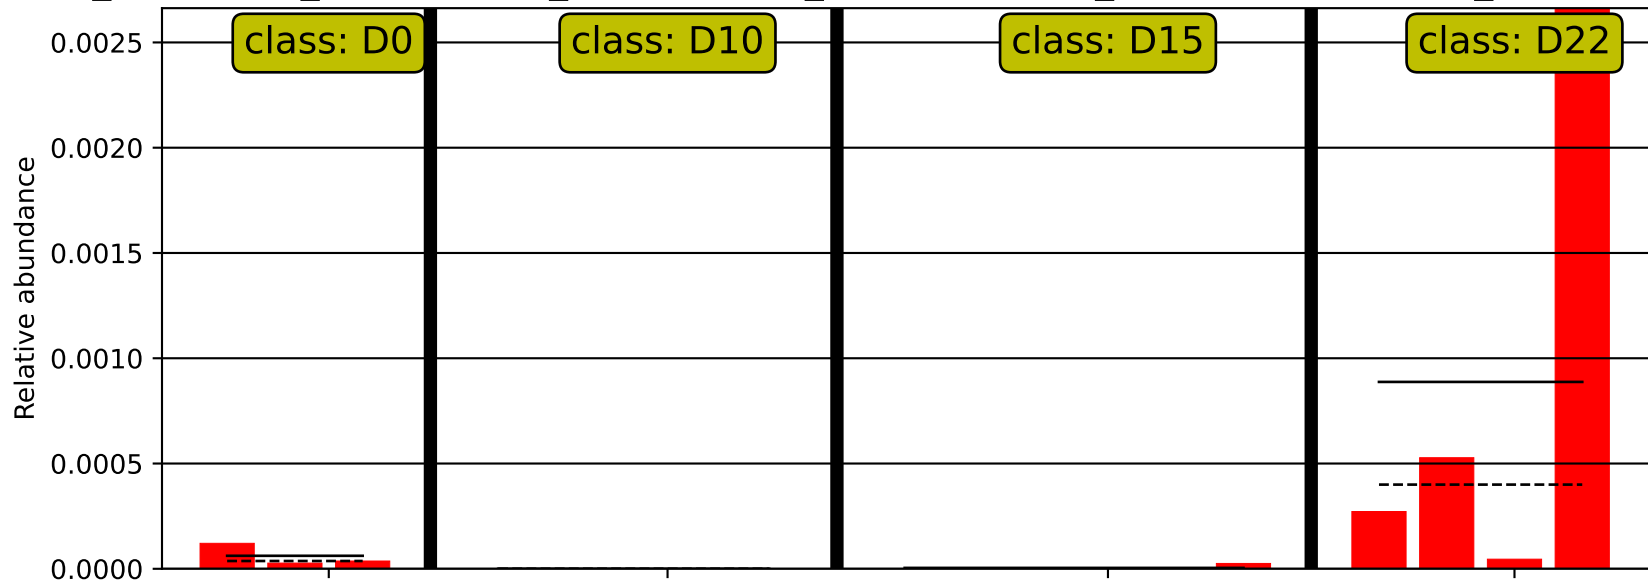 class: D0
class: D10
class: D15
class: D22
0.0025
0.0020
0.0015
0.0010
0.0005
0.0000
Relative abundance